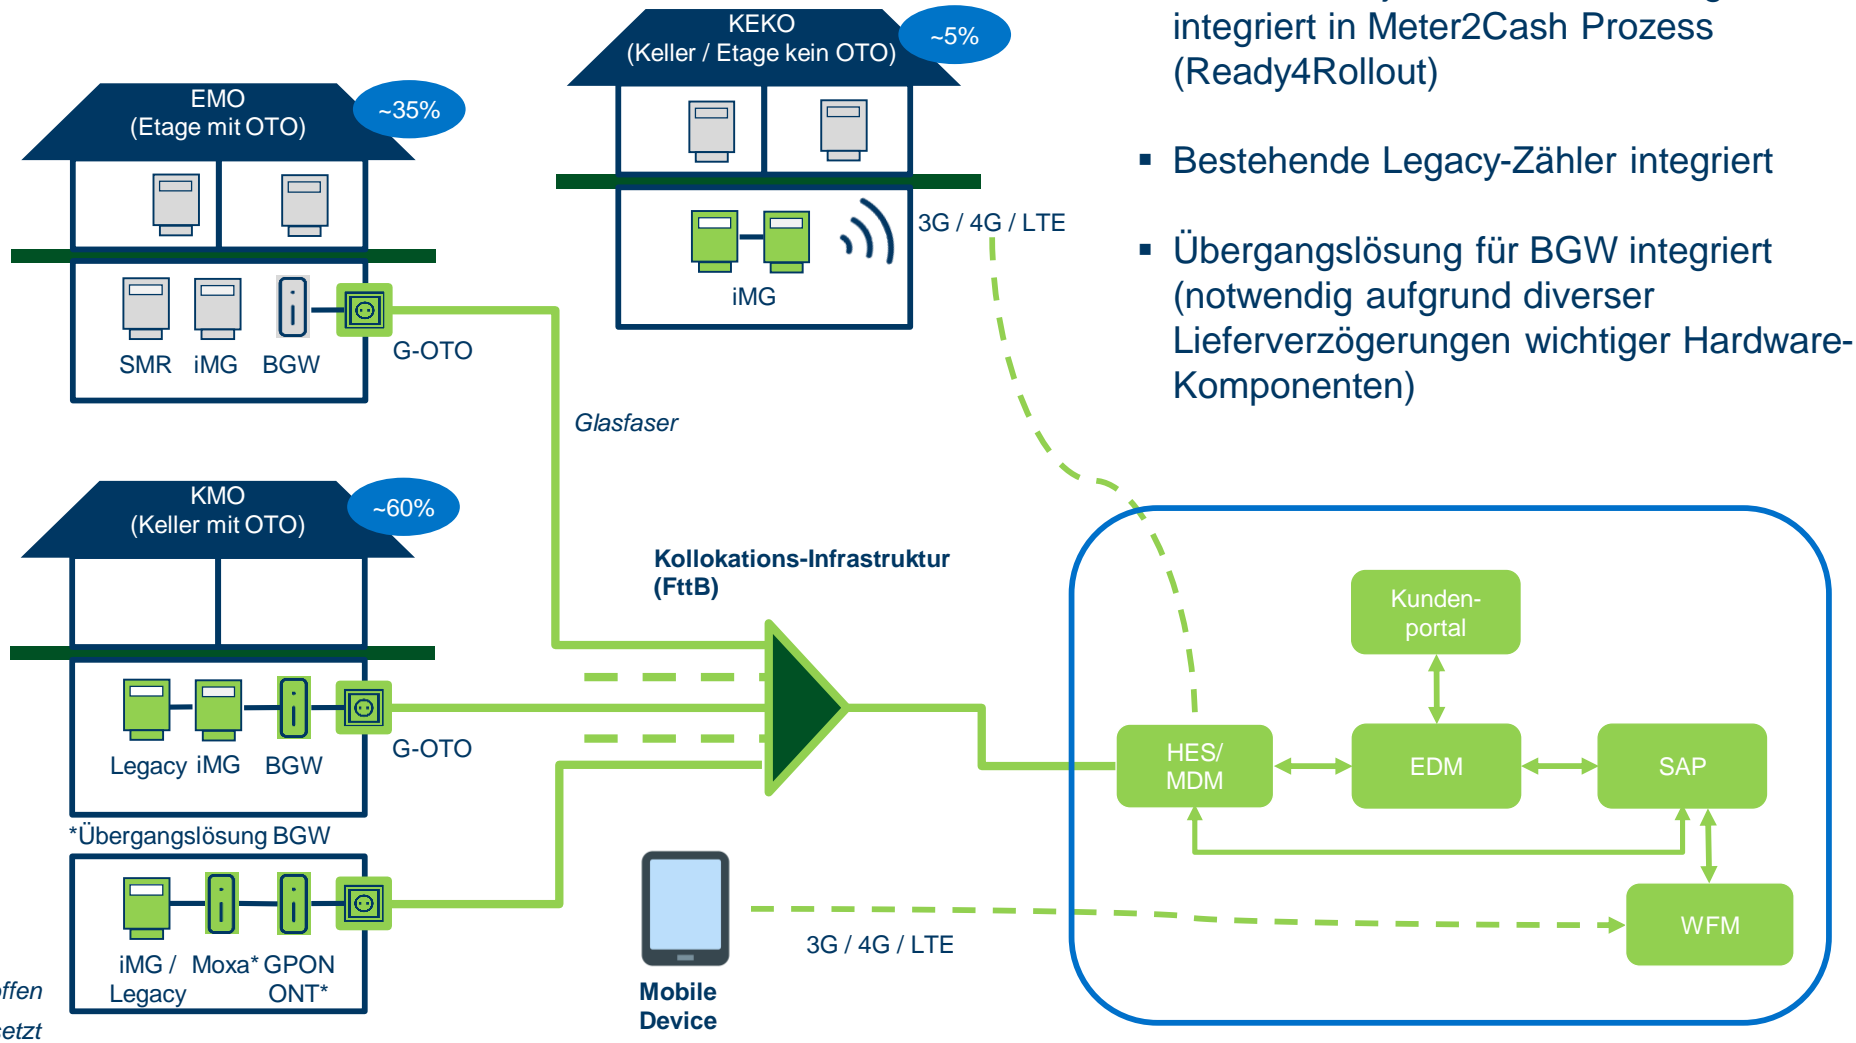 integriert in Meter2Cash Prozess
(Ready4Rollout)
Bestehende Legacy-Zähler integriert
Übergangslösung für BGW integriert
(notwendig aufgrund diverser
Lieferverzögerungen wichtiger Hardware-
Komponenten)
KEKO
(Keller / Etage kein OTO)
~5%
3G / 4G / LTE
iMG
EMO
(Etage mit OTO)
~35%
SMR
iMG
BGW
G-OTO
Glasfaser
KMO
(Keller mit OTO)
~60%
Legacy
iMG
BGW
G-OTO
*Übergangslösung BGW
iMG /
Legacy
Moxa*
GPON
ONT*
Kollokations-Infrastruktur
(FttB)
Mobile
Device
3G / 4G / LTE
Kunden-
portal
HES/
MDM
EDM
SAP
WFM